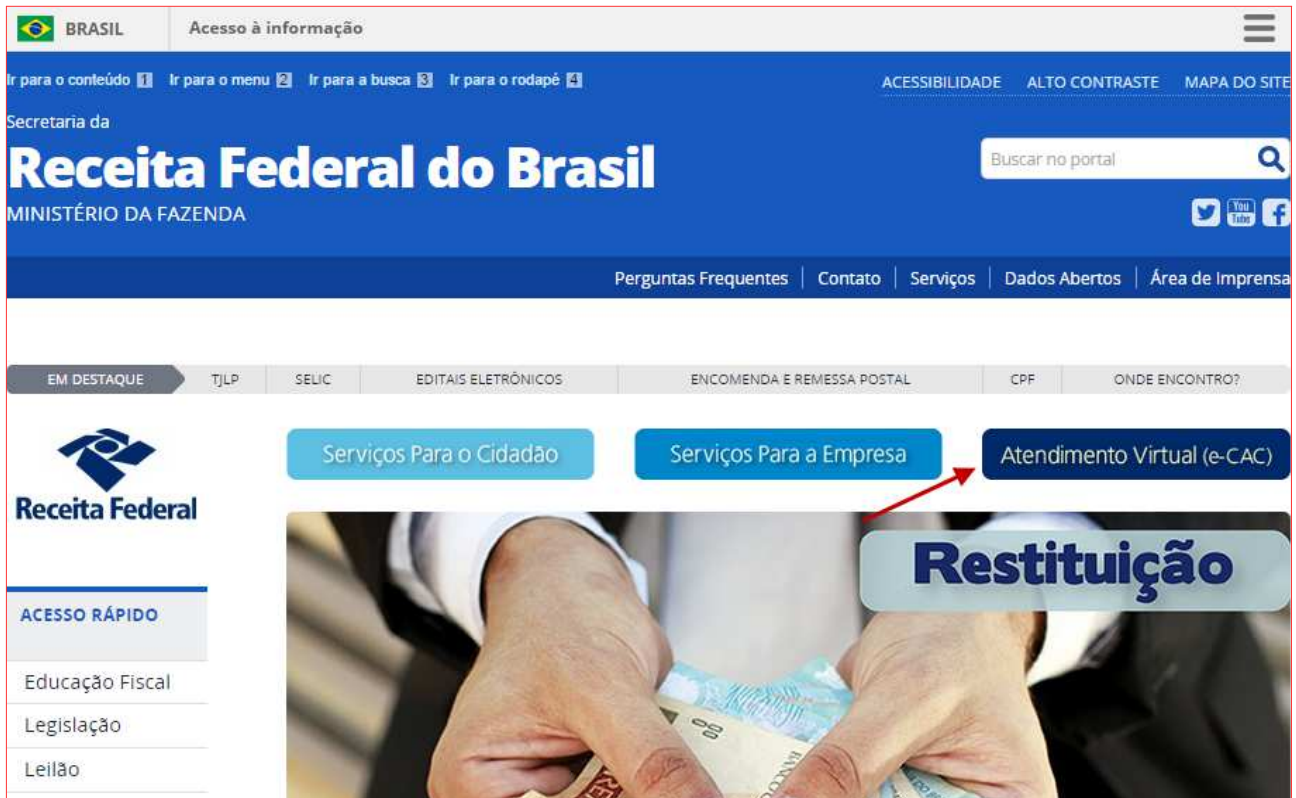 BRASIL Acesso à informação
Ir para o conteúdo 1 Ir para o menu 2 Ir para a busca 3 Ir para o rodapé 4 ACESSIBILIDADE ALTO CONTRASTE MAPA DO SITE
Secretaria da
Receita Federal do Brasil
Buscar no portal
MINISTÉRIO DA FAZENDA
You Tube
Perguntas Frequentes Contato Serviços Dados Abertos Área de Imprensa
EM DESTAQUE TJLP SELIC EDITAIS ELETRÔNICOS ENCOMENDA E REMESSA POSTAL CPF ONDE ENCONTRO?
Serviços Para o Cidadão Serviços Para a Empresa Atendimento Virtual (e-CAC)
Receita Federal
Restituição
ACESSO RÁPIDO
Educação Fiscal
Legislação
Leilão